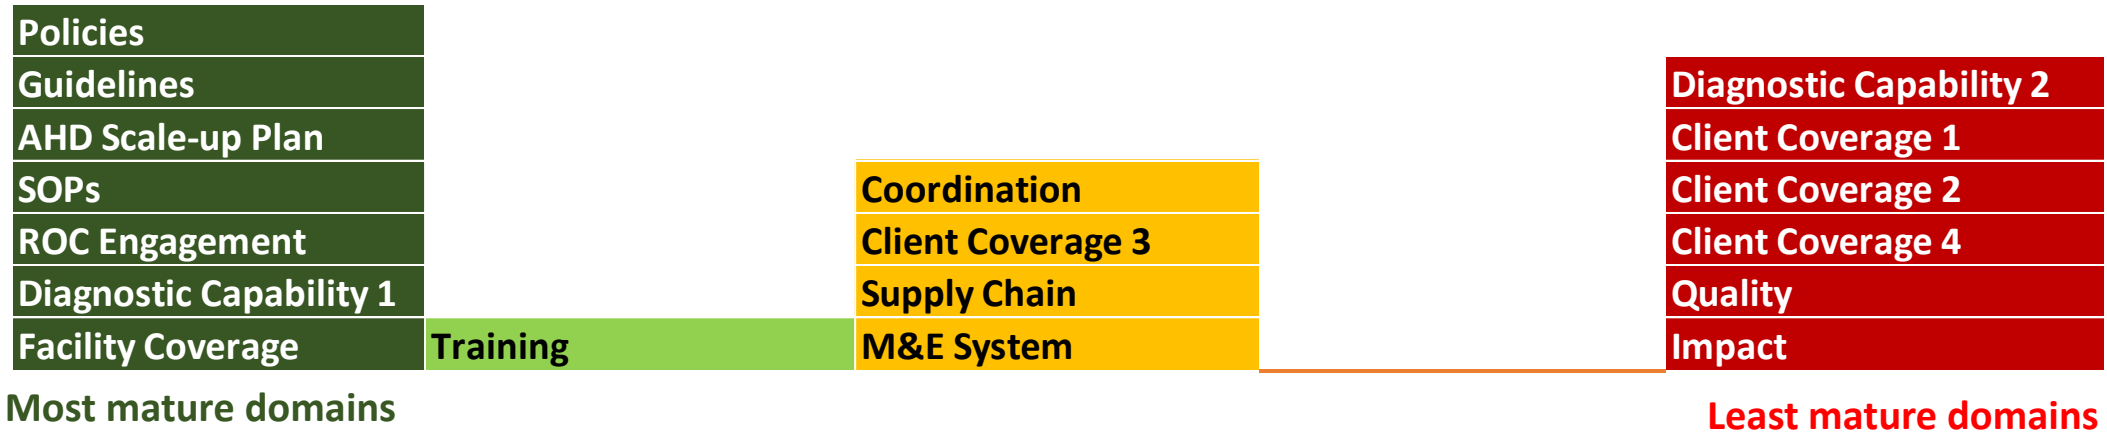 Policies
Guidelines
Diagnostic Capability 2
AHD Scale-up Plan
Client Coverage 1
SOPs
Coordination
Client Coverage 2
ROC Engagement
Client Coverage 3
Client Coverage 4
Diagnostic Capability 1
Supply Chain
Quality
Facility Coverage
Training
M&E System
Impact
Most mature domains
Least mature domains